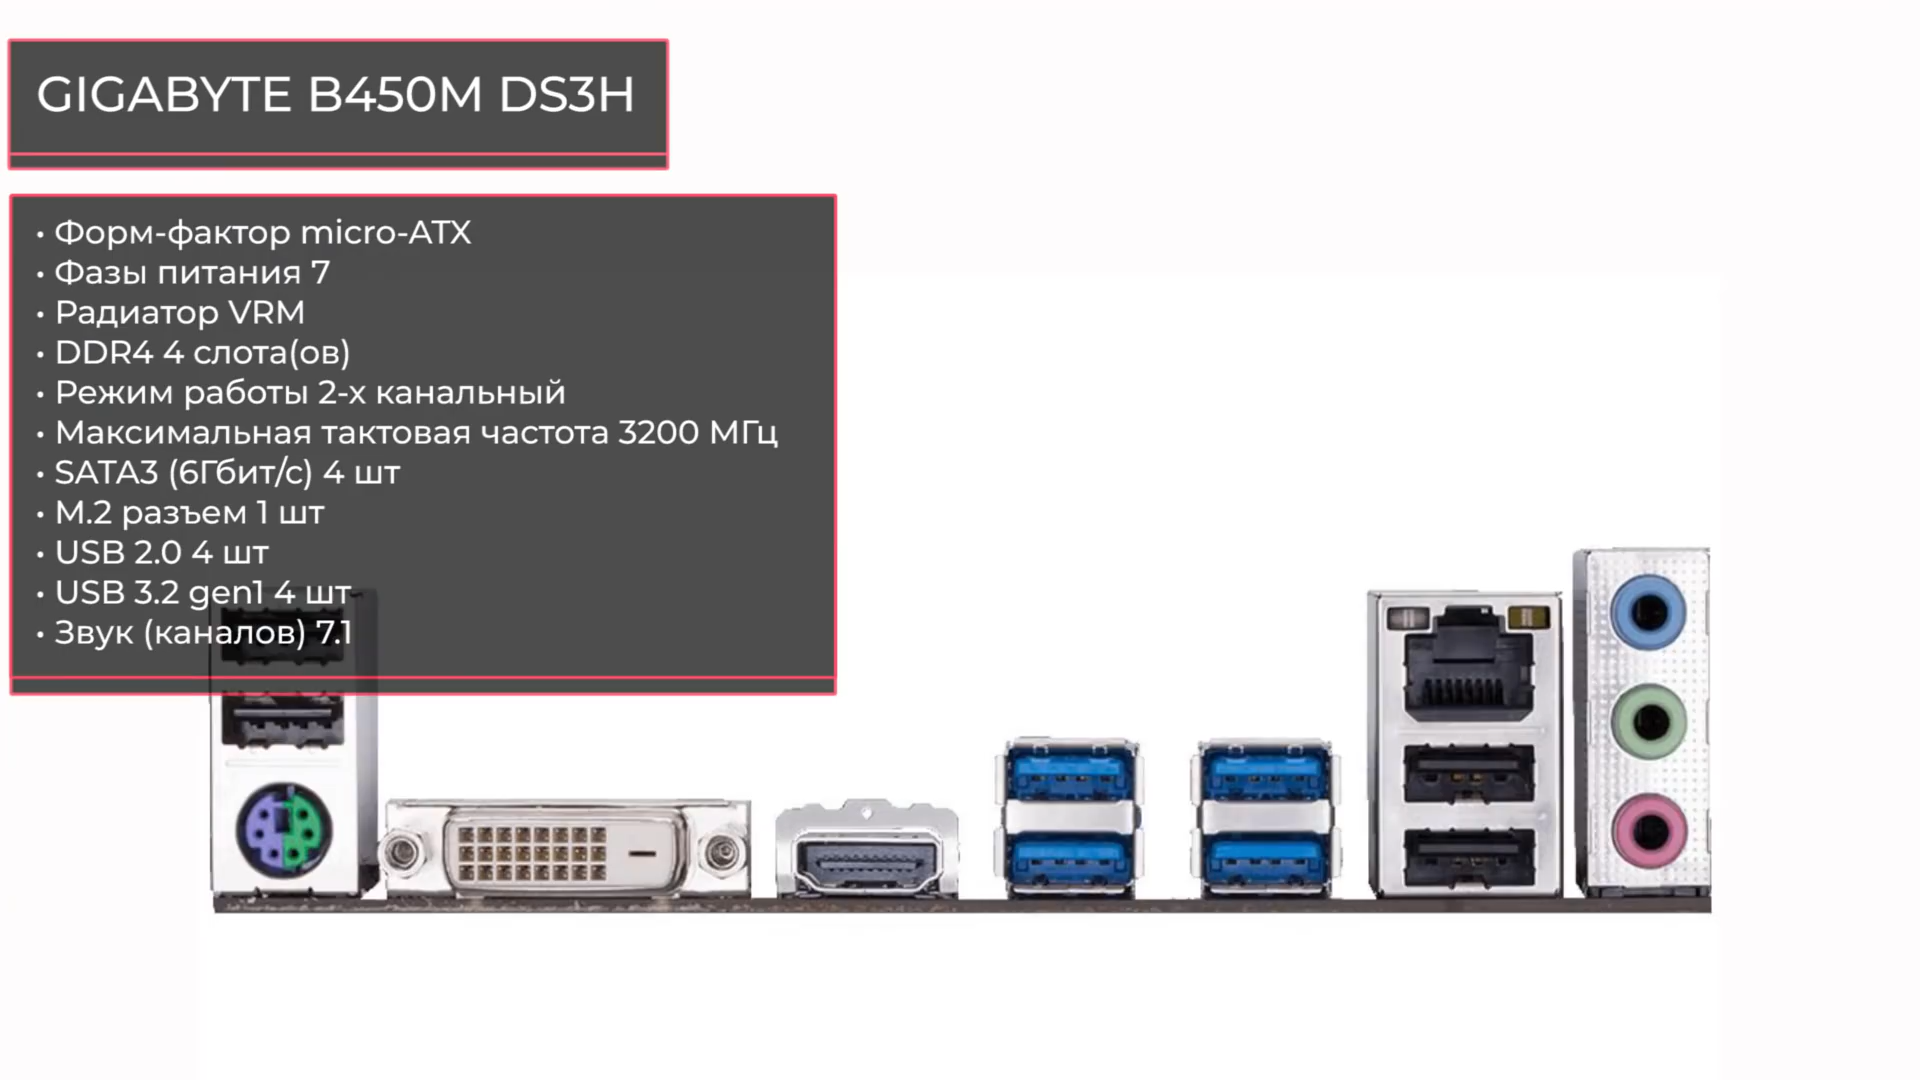 GIGABYTE B450M DS3H
• Форм-фактор micro-ATX
• Фазы питания 7
• Радиатор VRM
• DDR4 4 слота(ов)
• Режим работы 2-х канальный
• Максимальная тактовая частота 3200 МГц
• SATA3 (6Гбит/с) 4 шт
• M.2 разъем 1 шт
• USB 2.0 4 шт
• USB 3.2 gen1 4 шт
• Звук (каналов) 7.1